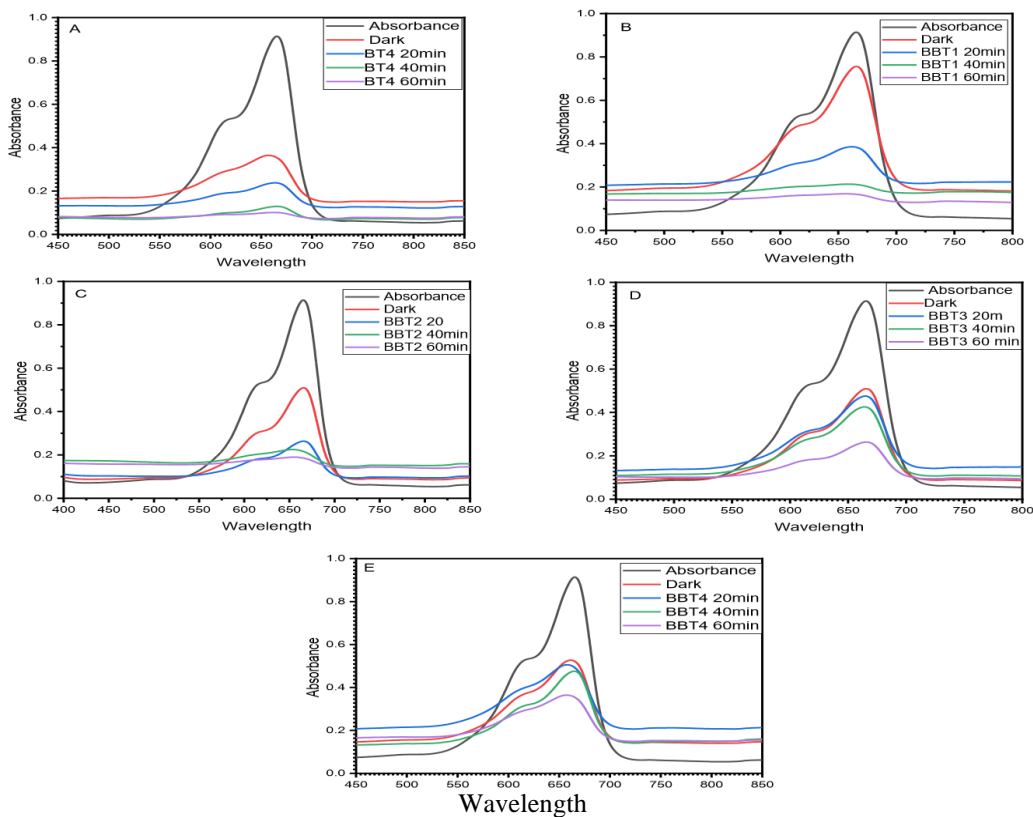 A
Absorbance
Dark
BT4 20min
BT4 40min
BT4 60min
1.0
0.8
0.6
0.4
0.2
0.0
Absorbance
450 500 550 600 650 700 750 800 850
Wavelength
B
Absorbance
Dark
BBT1 20min
BBT1 40min
BBT1 60min
1.0
0.8
0.6
0.4
0.2
0.0
Absorbance
450 500 550 600 650 700 750 800
Wavelength
C
Absorbance
Dark
BBT2 20
BBT2 40min
BBT2 60min
1.0
0.8
0.6
0.4
0.2
0.0
Absorbance
400 450 500 550 600 650 700 750 800 850
Wavelength
D
Absorbance
Dark
BBT3 20m
BBT3 40min
BBT3 60 min
1.0
0.8
0.6
0.4
0.2
0.0
Absorbance
450 500 550 600 650 700 750 800
Wavelength
E
Absorbance
Dark
BBT4 20min
BBT4 40min
BBT4 60min
1.0
0.8
0.6
0.4
0.2
0.0
Absorbance
450 500 550 600 650 700 750 800 850
Wavelength